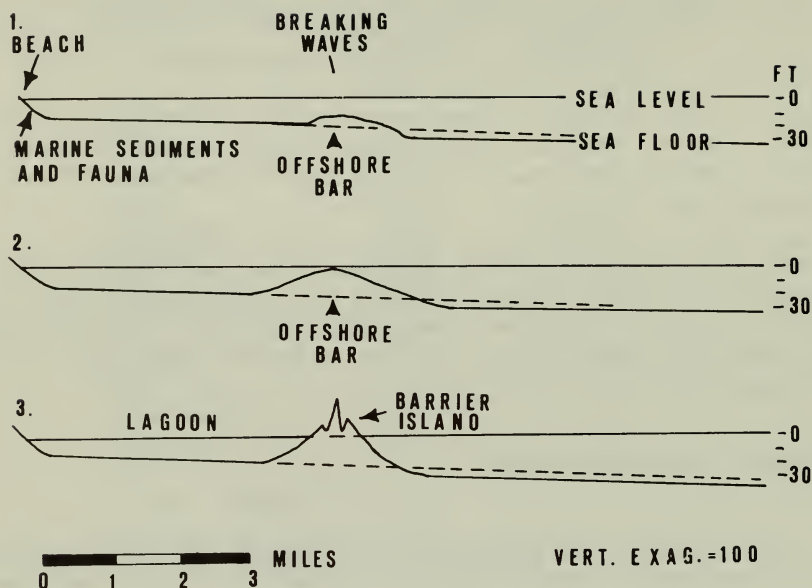 1.
BEACH
BREAKING
WAVES
FT
SEA LEVEL
-0
MARINE SEDIMENTS
AND FAUNA
OFFSHORE
BAR
SEA FLOOR
-30
2.
-0
OFFSHORE
BAR
-30
3.
LAGOON
BARRIER
ISLAND
-0
-30
MILES
VERT. EXAG.=100
0 1 2 3